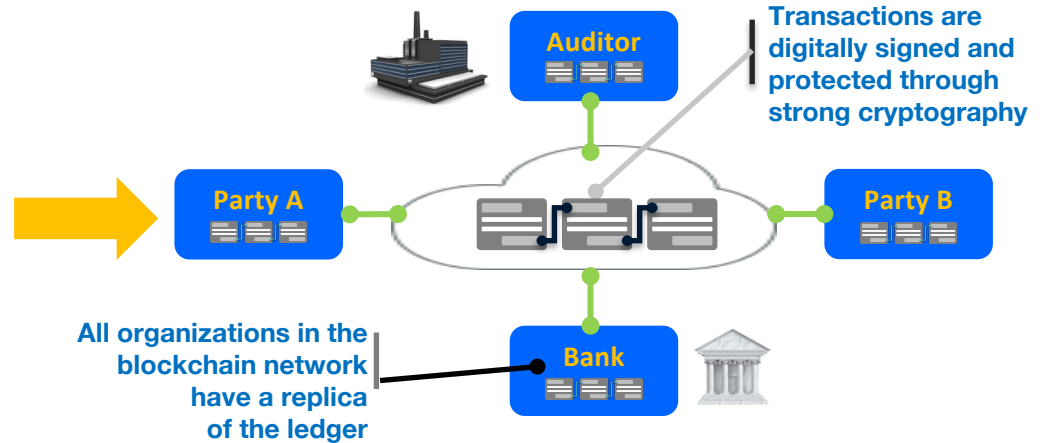 Auditor
Transactions are
digitally signed and
protected through
strong cryptography
Party A
Party B
All organizations in the
blockchain network
have a replica
of the ledger
Bank